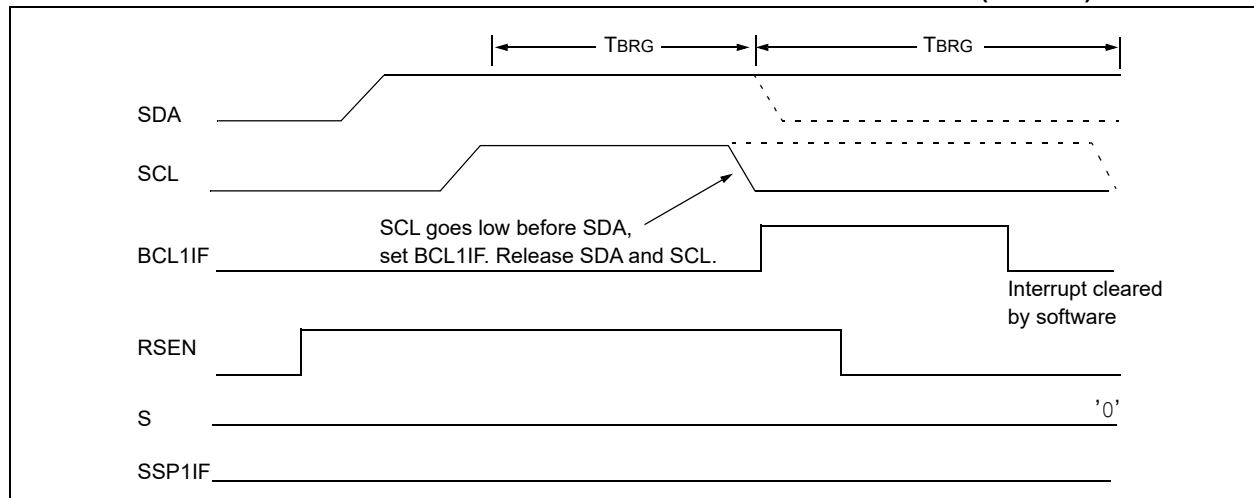 TBRG
TBRG
SDA
SCL
SCL goes low before SDA,
set BCL1IF. Release SDA and SCL.
BCL1IF
Interrupt cleared
by software
RSEN
S
'0'
SSP1IF